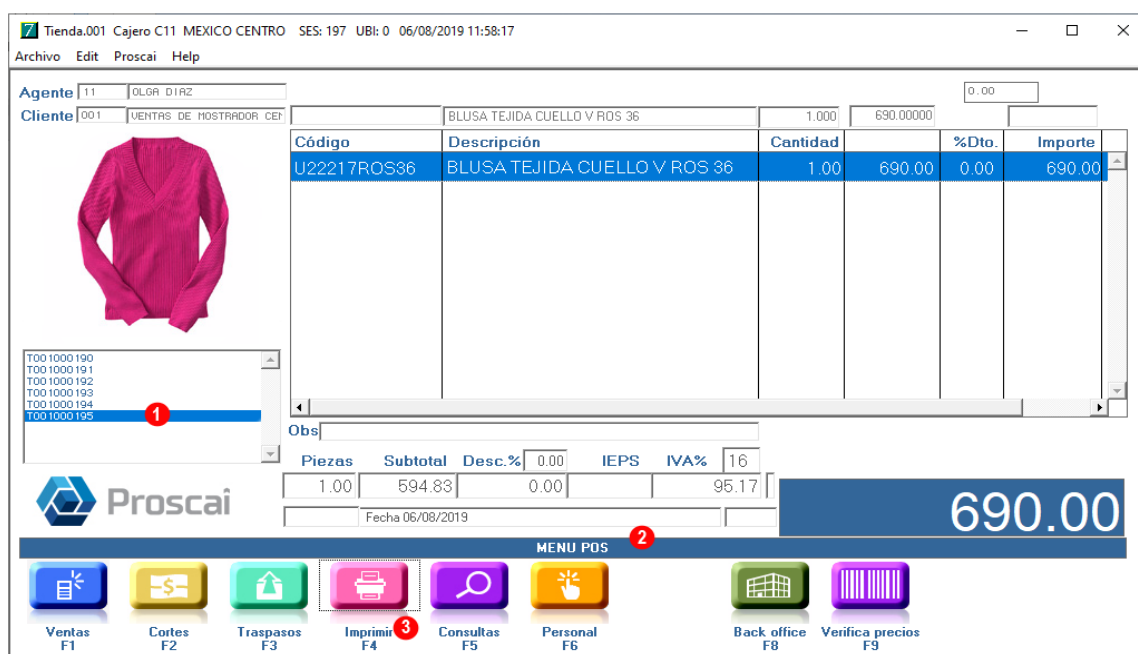 Tienda.001 Cajero C11 MEXICO CENTRO SES: 197 UBI: 0 06/08/2019 11:58:17
Archivo Edit Proscai Help
Agente 11 OLGA DIAZ 0.00
Cliente 001 VENTAS DE MOSTRADOR CEN BLUSA TEJIDA CUELLO V ROS 36 1.000 690.00000
Código Descripción Cantidad %Dto. Importe
U22217ROS36 BLUSA TEJIDA CUELLO V ROS 36 1.00 690.00 0.00 690.00
T001000190
T001000191
T001000192
T001000193
T001000194
T001000195 1
Obs
Piezas Subtotal Desc.% 0.00 IEPS IVA% 16
1.00 594.83 0.00 95.17
Proscai
Fecha 06/08/2019
690.00
MENU POS 2
Ventas Cortes Traspasos Imprimir 3 Consultas Personal Back office Verifica precios
F1 F2 F3 F4 F5 F6 F8 F9